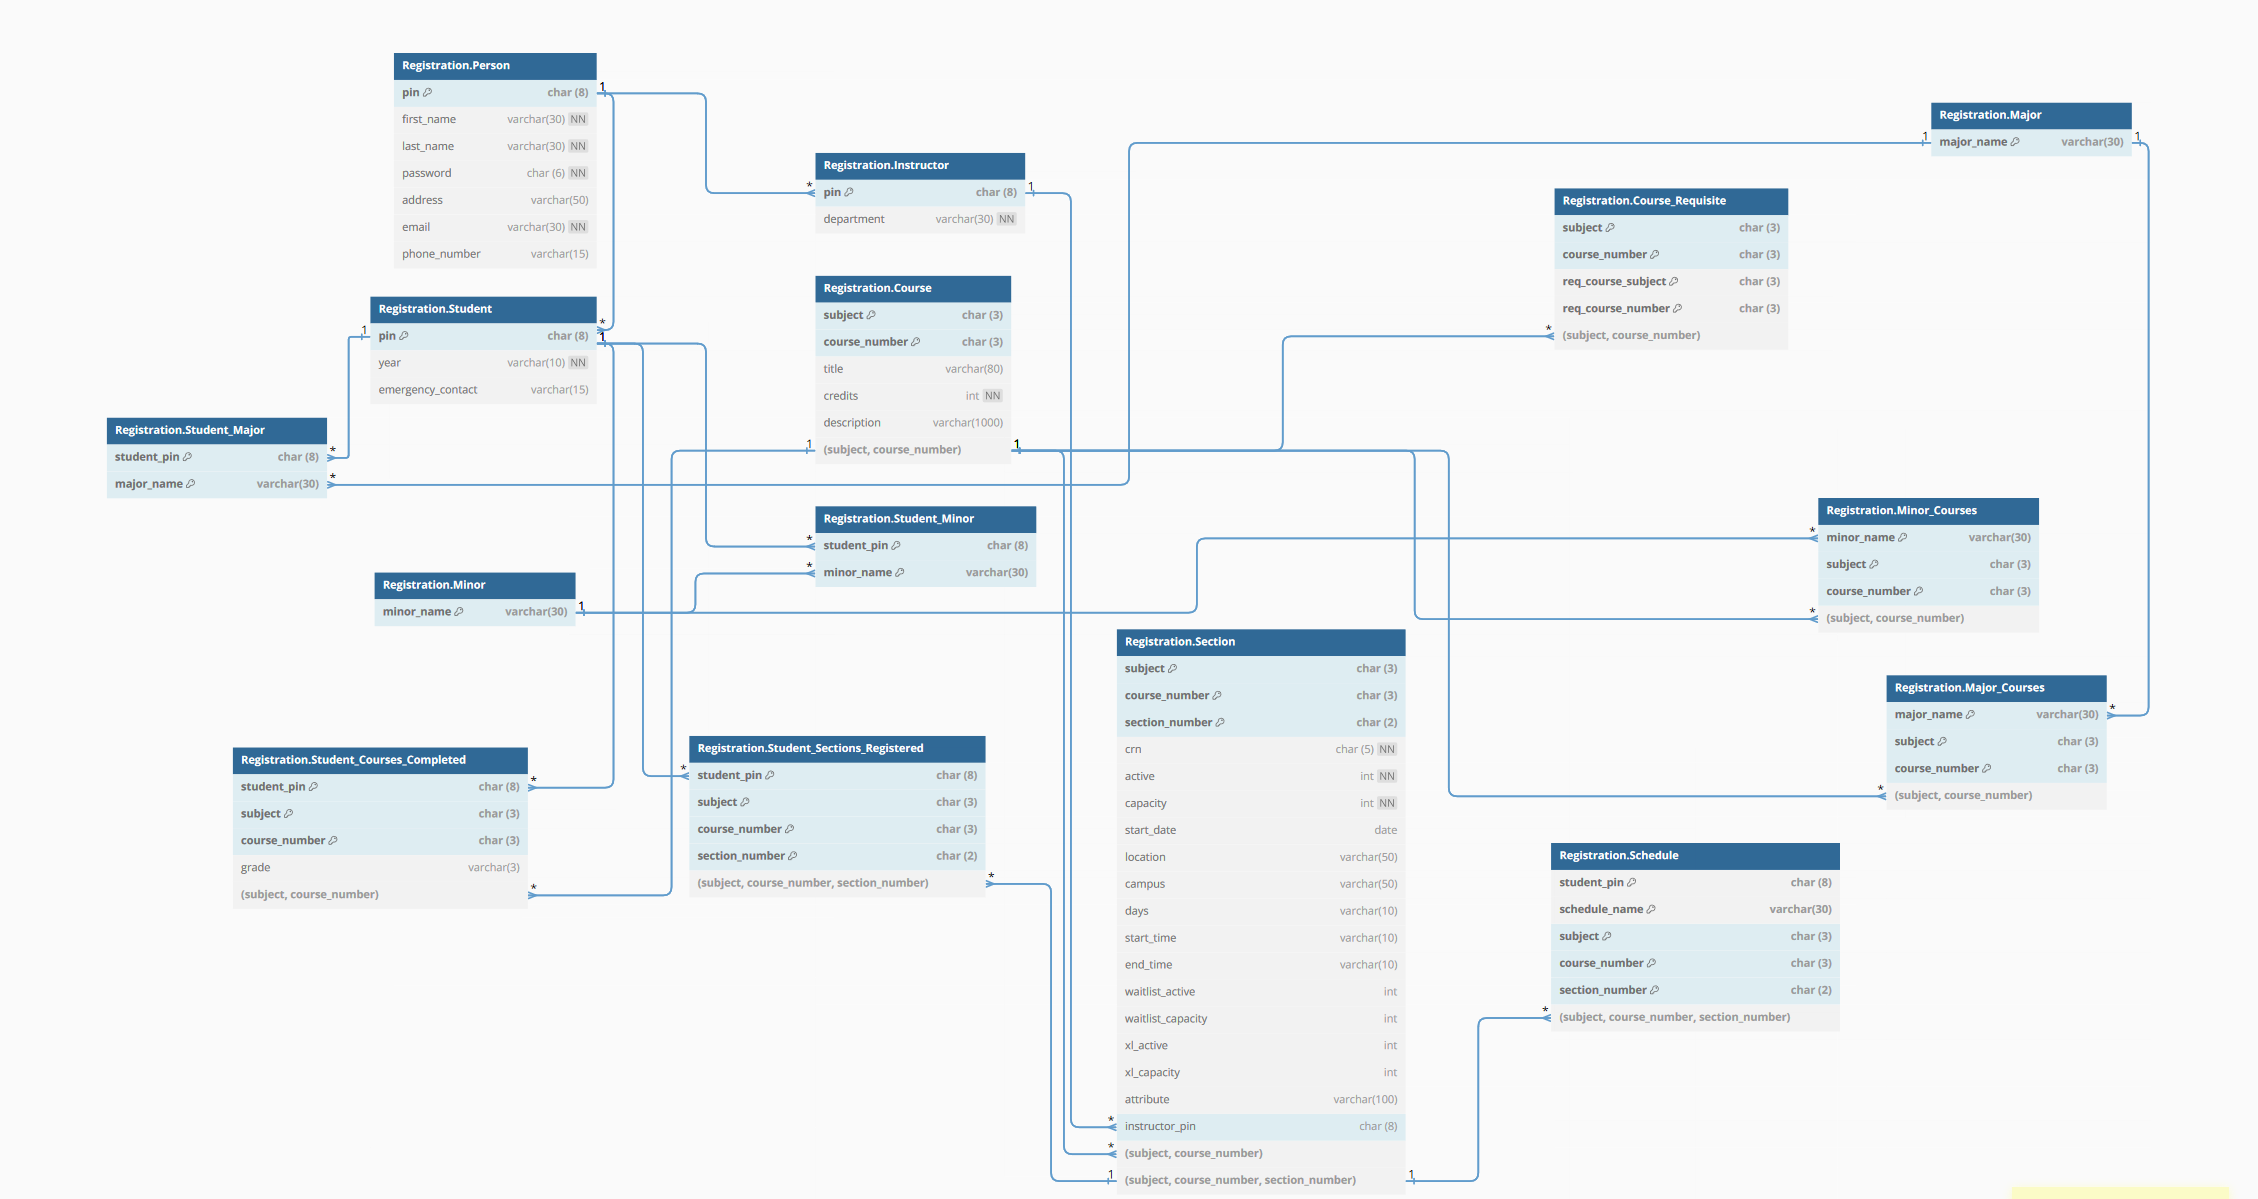 Registration.Person
pin char (8)
first_name varchar(30) NN
last_name varchar(30) NN
password char (6) NN
address varchar(50)
email varchar(30) NN
phone_number varchar(15)
1
Registration.Instructor
* pin char (8) 1
department varchar(30) NN
Registration.Major
1 major_name varchar(30) 1
Registration.Course_Requisite
subject char (3)
course_number char (3)
req_course_subject char (3)
req_course_number char (3)
* (subject, course_number)
Registration.Student
*
1 pin char (8) 1
year varchar(10) NN
emergency_contact varchar(15)
Registration.Course
subject char (3)
course_number char (3)
title varchar(80)
credits int NN
description varchar(1000)
1 (subject, course_number) 1
Registration.Student_Major
student_pin char (8) *
major_name varchar(30) *
Registration.Student_Minor
* student_pin char (8)
* minor_name varchar(30)
Registration.Minor
minor_name varchar(30) 1
Registration.Minor_Courses
* minor_name varchar(30)
subject char (3)
course_number char (3)
* (subject, course_number)
Registration.Major_Courses
major_name varchar(30) *
subject char (3)
course_number char (3)
* (subject, course_number)
Registration.Student_Courses_Completed
student_pin char (8) *
subject char (3)
course_number char (3)
grade varchar(3)
(subject, course_number) *
Registration.Student_Sections_Registered
* student_pin char (8)
subject char (3)
course_number char (3)
section_number char (2)
(subject, course_number, section_number) *
Registration.Section
subject char (3)
course_number char (3)
section_number char (2)
crn char (5) NN
active int NN
capacity int NN
start_date date
location varchar(50)
campus varchar(50)
days varchar(10)
start_time varchar(10)
end_time varchar(10)
waitlist_active int
waitlist_capacity int
xl_active int
xl_capacity int
attribute varchar(100)
* instructor_pin char (8)
* (subject, course_number)
1 (subject, course_number, section_number) 1
Registration.Schedule
student_pin char (8)
schedule_name varchar(30)
subject char (3)
course_number char (3)
section_number char (2)
* (subject, course_number, section_number)